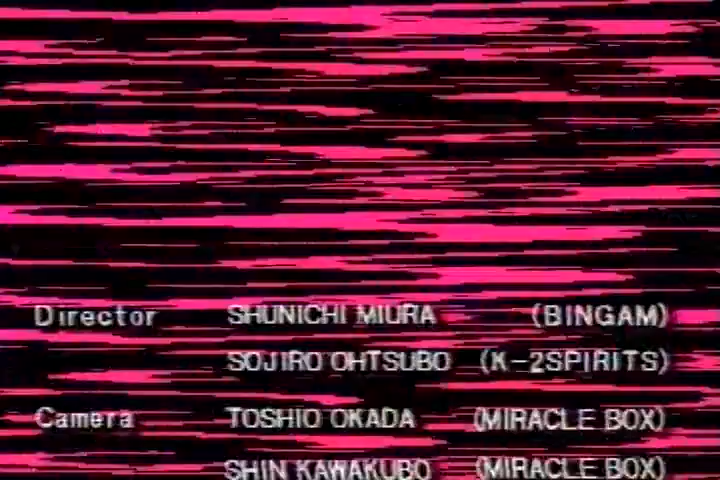 Director SHUNICHI MIURA (BINGAM)
SOJIRO OHTSUBO (K-2SPIRITS)
Camera TOSHIO OKADA (MIRACLE BOX)
SHIN KAWAKUBO (MIRACLE BOX)